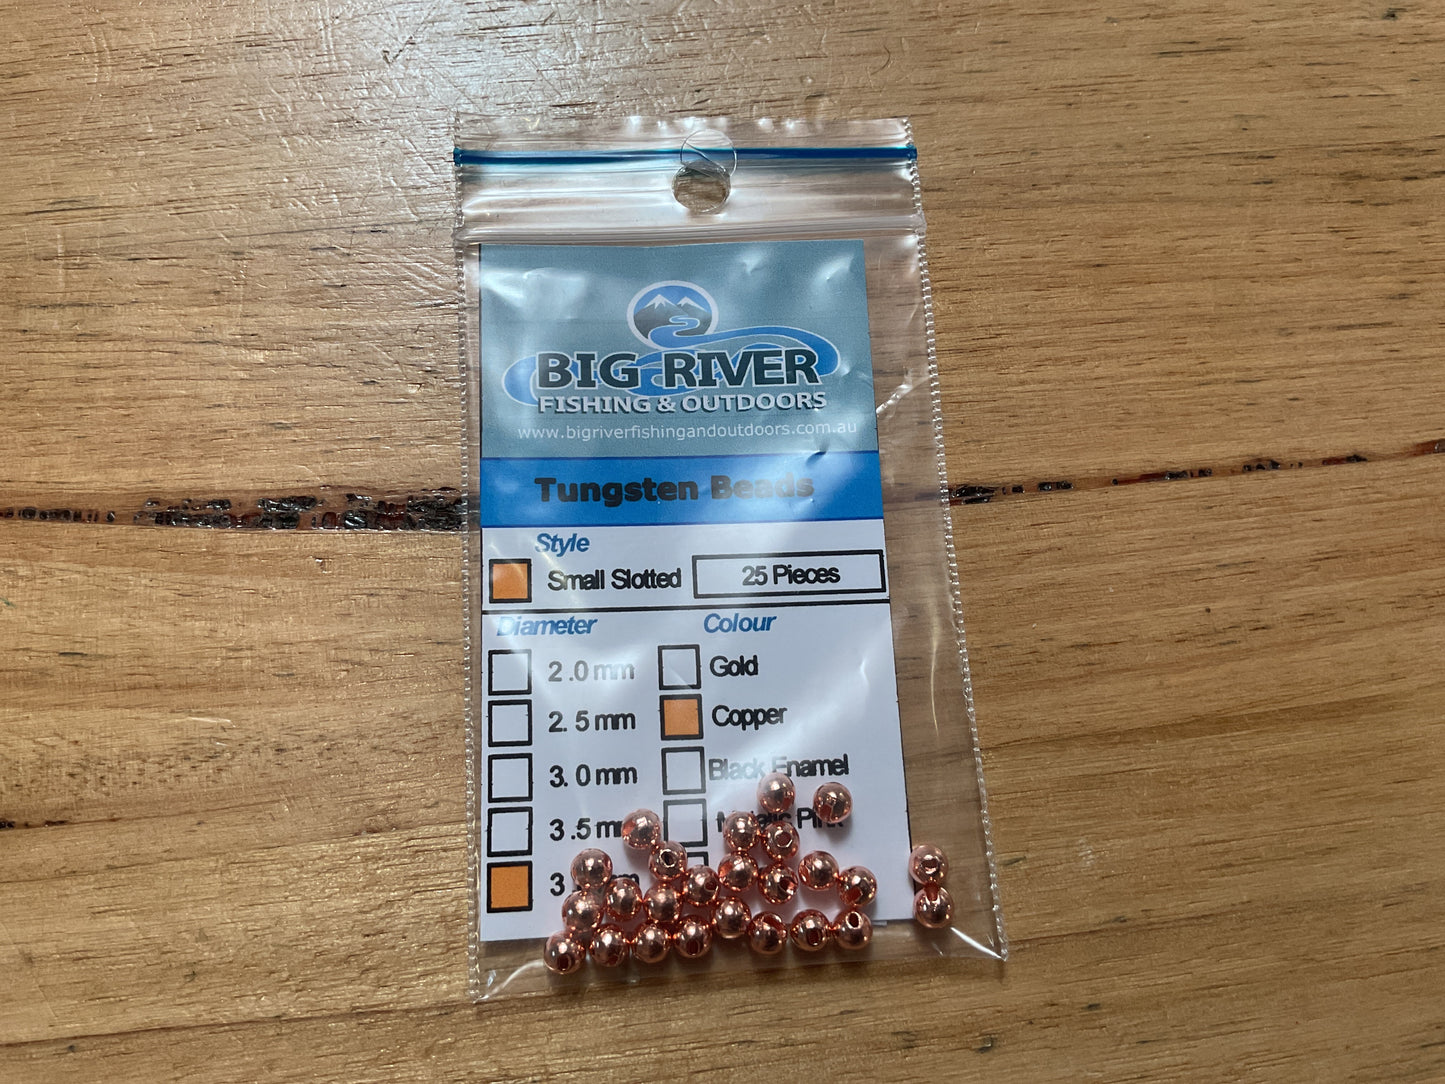 BIG RIVER
FISHING & OUTDOORS
www.bigriverfishingandoutdoors.com.au
Tungsten Beads
Style
Small Slotted
25 Pieces
Diameter
Colour
2.0 mm
Gold
2.5 mm
Copper
3.0 mm
Black Enamel
3.5 mm
3